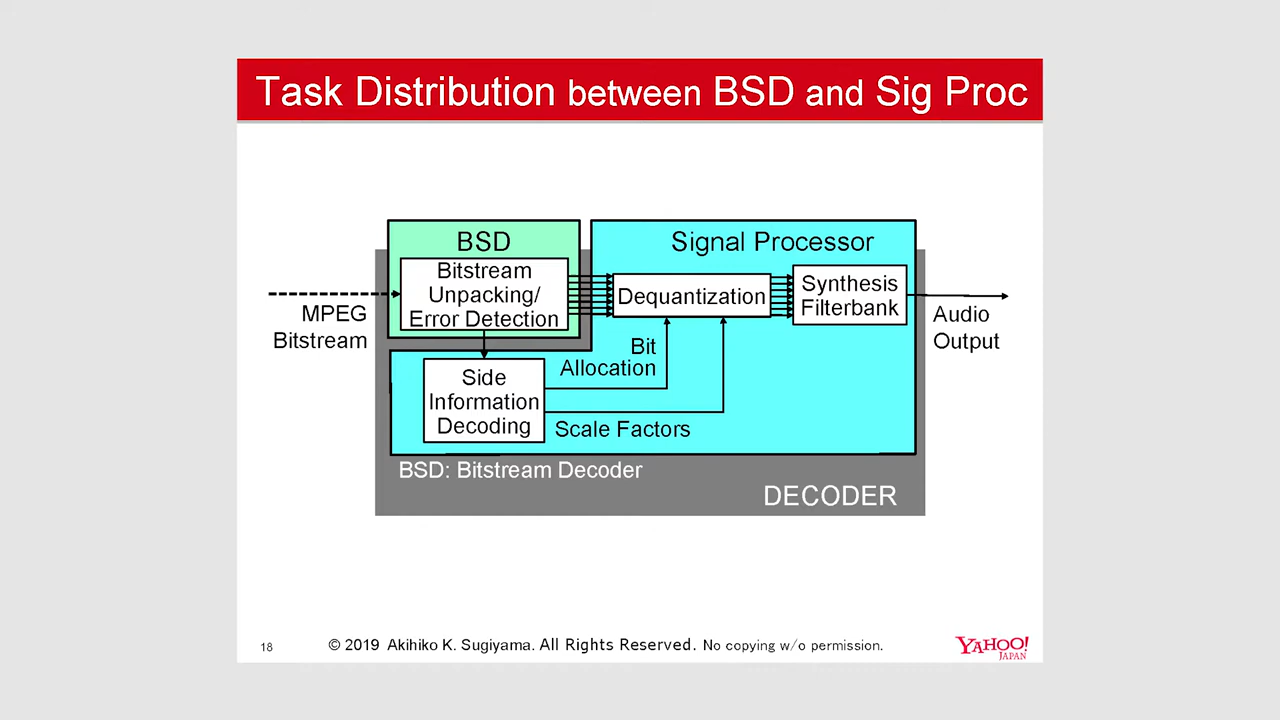 Task Distribution between BSD and Sig Proc
BSD
Signal Processor
Bitstream
Unpacking/
Error Detection
Dequantization
Synthesis
Filterbank
MPEG
Bitstream
Audio
Output
Bit
Allocation
Side
Information
Decoding
Scale Factors
BSD: Bitstream Decoder
DECODER
18
© 2019 Akihiko K. Sugiyama. All Rights Reserved. No copying w/o permission.
YAHOO!
JAPAN